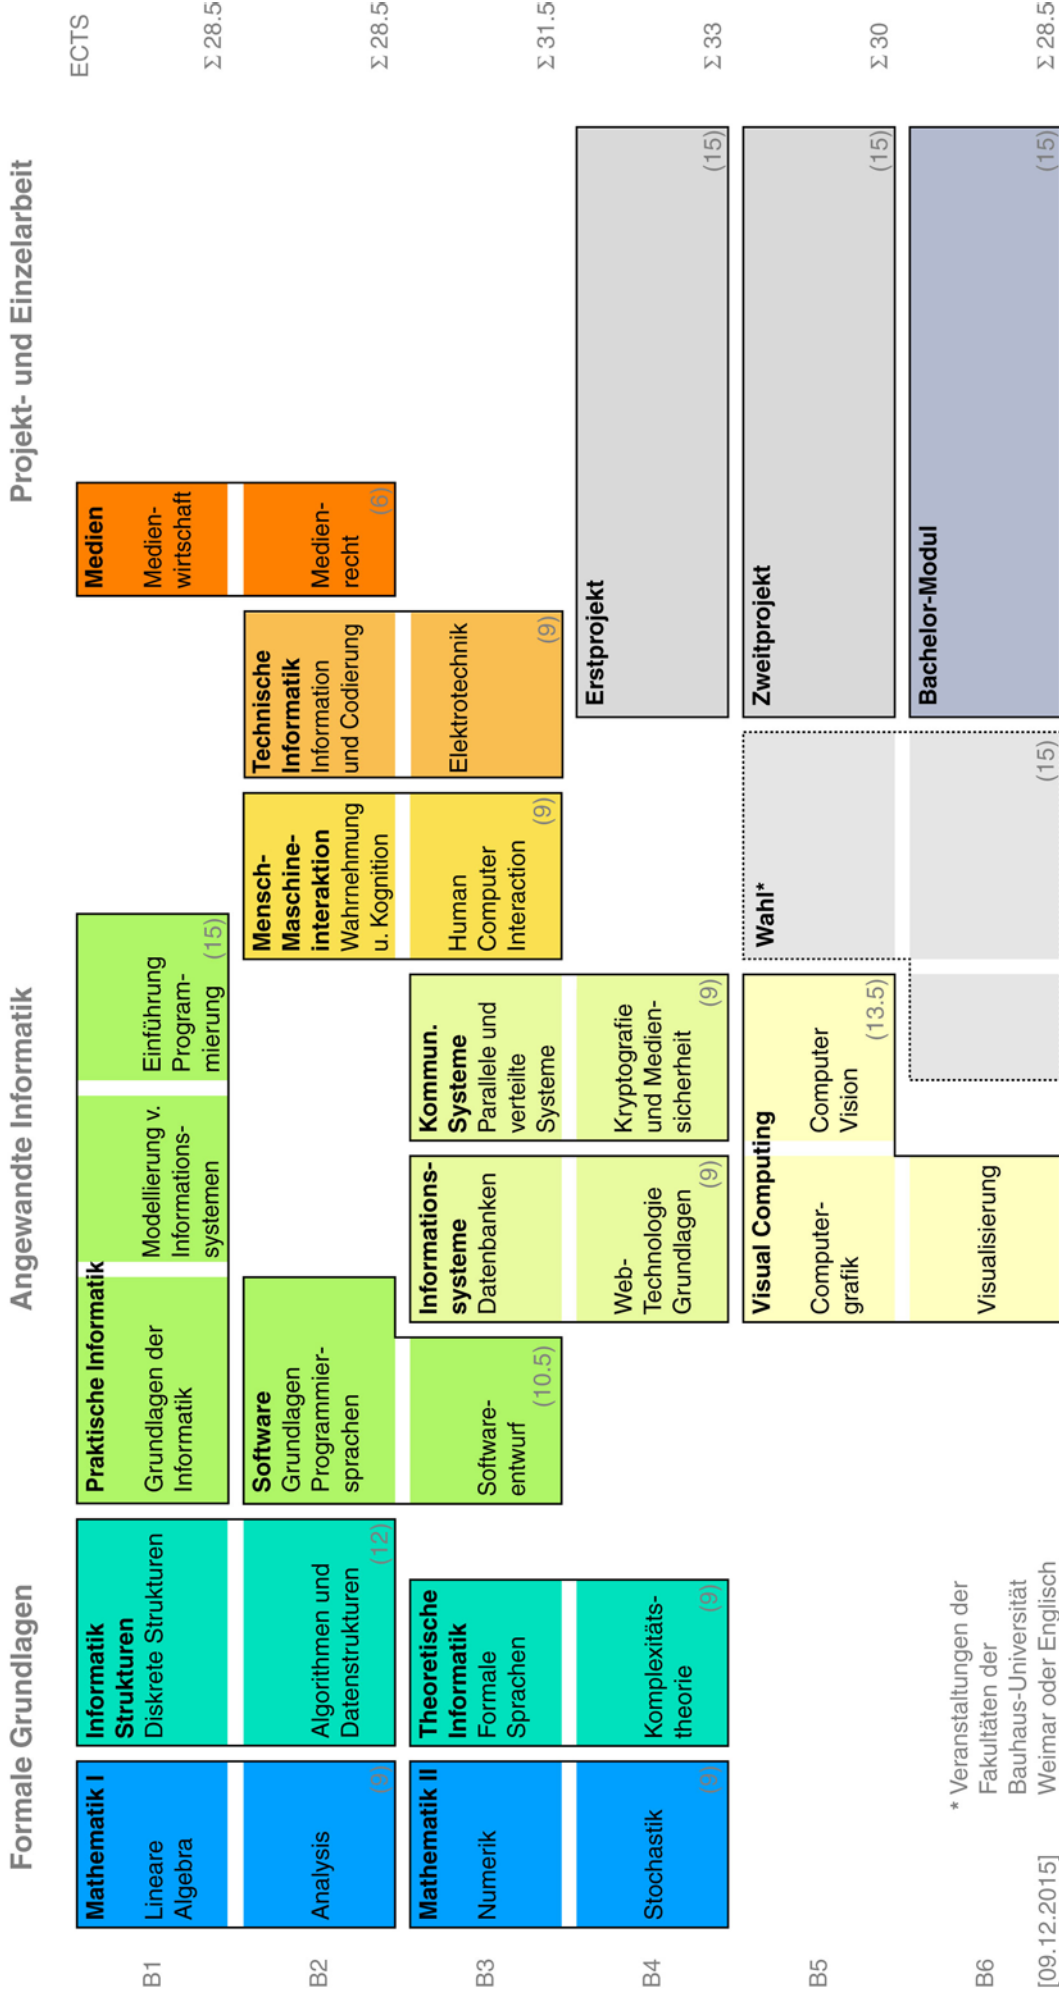 Formale Grundlagen
Angewandte Informatik
Projekt- und Einzelarbeit
ECTS
B1
Mathematik I
Lineare
Algebra
Informatik
Strukturen
Diskrete Strukturen
Praktische Informatik
Grundlagen der
Informatik
Modellierung v.
Informations-
systemen
Einführung
Program-
mierung
(15)
Medien
Medien-
wirtschaft
Σ 28.5
B2
Analysis
(9)
Algorithmen und
Datenstrukturen
(12)
Software
Grundlagen
Programmier-
sprachen
Mensch-
Maschine-
interaktion
Wahrnehmung
u. Kognition
Technische
Informatik
Information
und Codierung
Medien-
recht
(6)
Σ 28.5
B3
Mathematik II
Numerik
Theoretische
Informatik
Formale
Sprachen
Software-
entwurf
(10.5)
Informations-
systeme
Datenbanken
Kommun.
Systeme
Parallele und
verteilte
Systeme
Human
Computer
Interaction
(9)
Elektrotechnik
(9)
Σ 31.5
B4
Stochastik
(9)
Komplexitäts-
theorie
(9)
Web-
Technologie
Grundlagen
(9)
Kryptografie
und Medien-
sicherheit
(9)
Erstprojekt
(15)
Σ 33
B5
Visual Computing
Computer-
grafik
Computer
Vision
(13.5)
Wahl*
Zweitprojekt
(15)
Σ 30
B6
Visualisierung
(15)
Bachelor-Modul
(15)
Σ 28.5
* Veranstaltungen der
Fakultäten der
Bauhaus-Universität
Weimar oder Englisch
[09.12.2015]